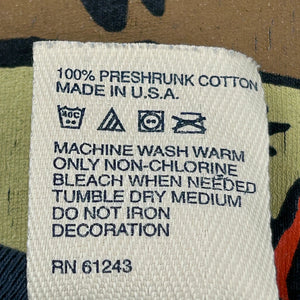 100% PRESHRUNK COTTON
MADE IN U.S.A.
MACHINE WASH WARM
ONLY NON-CHLORINE
BLEACH WHEN NEEDED
TUMBLE DRY MEDIUM
DO NOT IRON
DECORATION
RN 61243